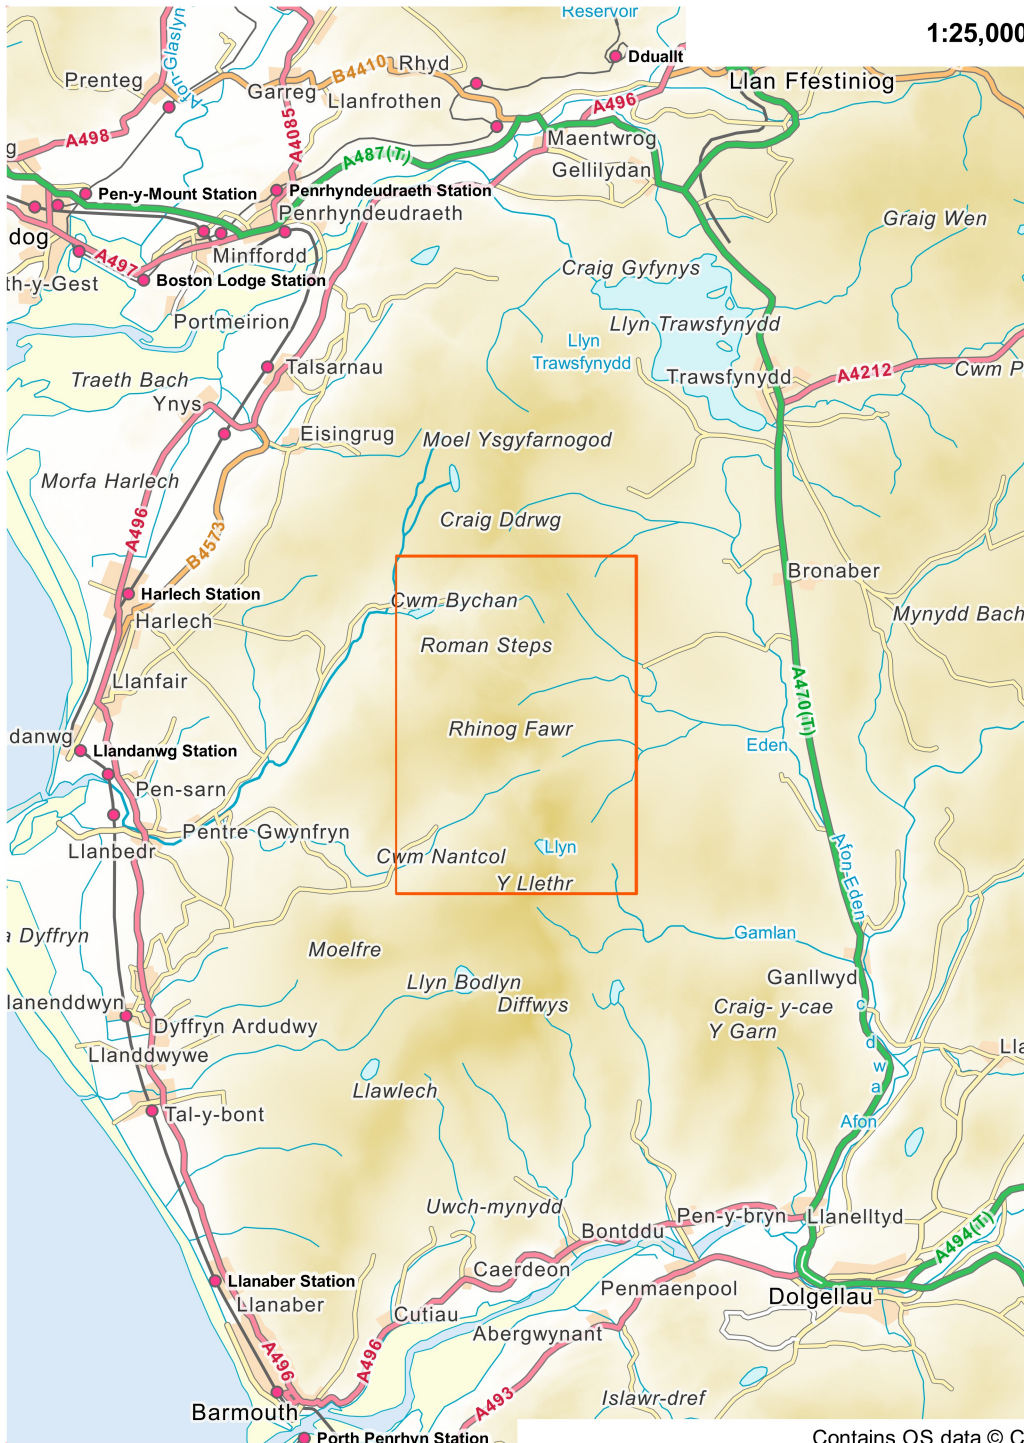 Reservoir
1:25,000
Dduallt
Afon-Glaslyn
Prenteg
B4410
Rhyd
Llan Ffestiniog
Garreg
Llanfrothen
A496
A498
A4085
A487(T)
Maentwrog
g
Gellilydan
Pen-y-Mount Station
Penrhyndeudraeth Station
Penrhyndeudraeth
Graig Wen
dog
A497
Minffordd
Craig Gyfynys
th-y-Gest
Boston Lodge Station
Portmeirion
Llyn Trawsfynydd
Llyn
Trawsfynydd
Talsarnau
Trawsfynydd
A4212
Cwm P
Traeth Bach
Ynys
Eisingrug
Moel Ysgyfarnogod
Morfa Harlech
A496
B4573
Craig Ddrwg
Bronaber
Harlech Station
Cwm Bychan
Mynydd Bach
Harlech
Roman Steps
Llanfair
A470(T)
Rhinog Fawr
danwg
Llandanwg Station
Eden
Pen-sarn
Pentre Gwynfryn
Llanbedr
Cwm Nantcol
Llyn
Afon-Eden
Y Llethr
a Dyffryn
Moelfre
Gamlan
Llyn Bodlyn
Ganllwyd
lanenddwyn
Diffwys
Craig- y-cae
c
Dyffryn Ardudwy
Y Garn
d
Llanddwywe
Lla
w
a
Llawlech
Tal-y-bont
Afon
Uwch-mynydd
Pen-y-bryn
Llanelltyd
Bontddu
A494(T)
Caerdeon
Llanaber Station
Penmaenpool
Dolgellau
Llanaber
Cutiau
Abergwynant
A496
A496
A493
Islawr-dref
Barmouth
Porth Penrhyn Station
Contains OS data © C